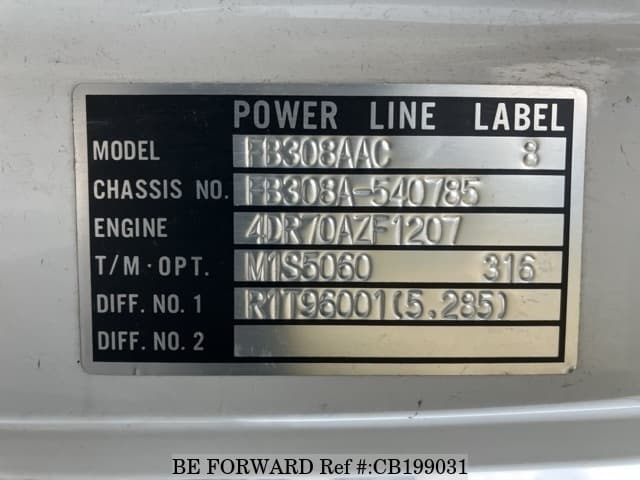 POWER LINE LABEL
MODEL FB308AAC 8
CHASSIS NO. FB308A-540785
ENGINE 4DR70AZF1207
T/M·OPT. M1S5060 316
DIFF. NO. 1 R1T96001(5.285)
DIFF. NO. 2
BE FORWARD Ref #:CB199031